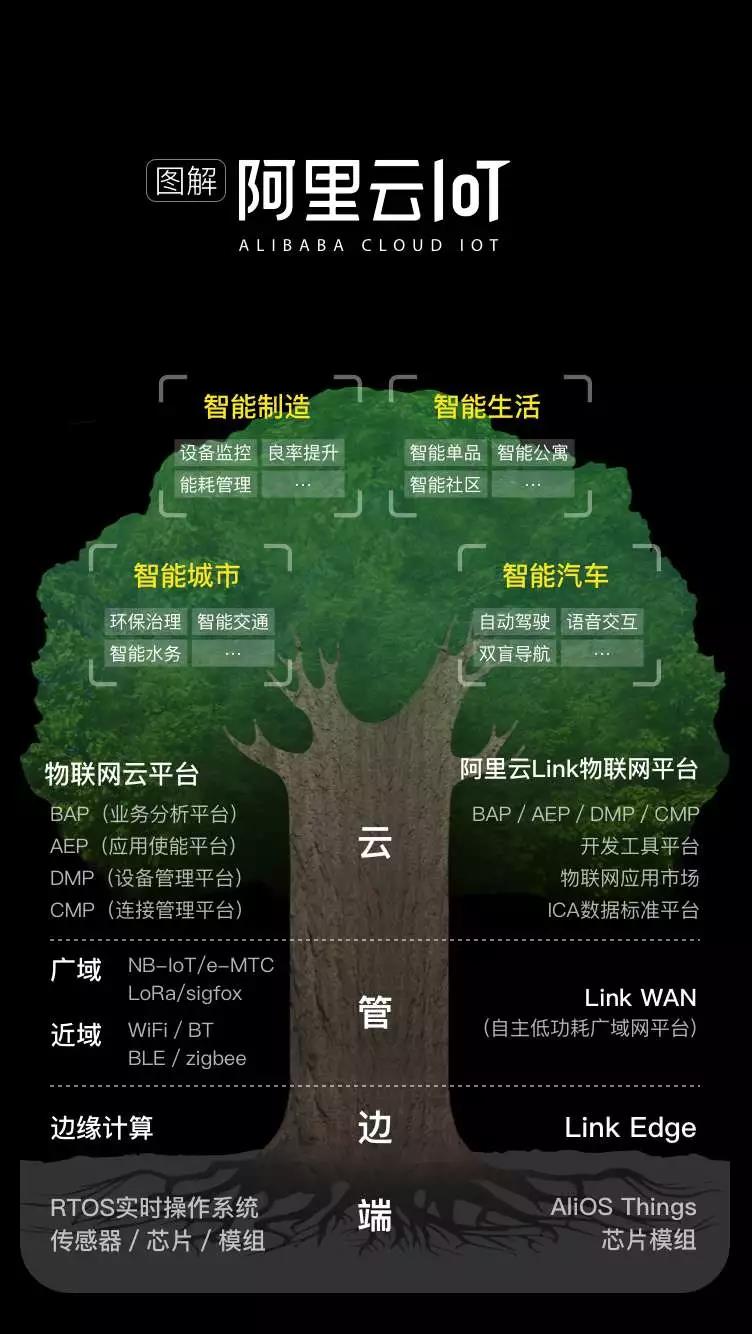 图解 阿里云IoT
ALIBABA CLOUD IOT
智能制造
设备监控 良率提升
能耗管理 …
智能生活
智能单品 智能公寓
智能社区 …
智能城市
环保治理 智能交通
智能水务 …
智能汽车
自动驾驶 语音交互
双盲导航 …
物联网云平台
BAP（业务分析平台）
AEP（应用使能平台）
DMP（设备管理平台）
CMP（连接管理平台）
云
阿里云Link物联网平台
BAP / AEP / DMP / CMP
开发工具平台
物联网应用市场
ICA数据标准平台
广域
NB-IoT/e-MTC
LoRa/sigfox
近域
WiFi / BT
BLE / zigbee
管
Link WAN
（自主低功耗广域网平台）
边缘计算
边
Link Edge
RTOS实时操作系统
传感器 / 芯片 / 模组
端
AliOS Things
芯片模组